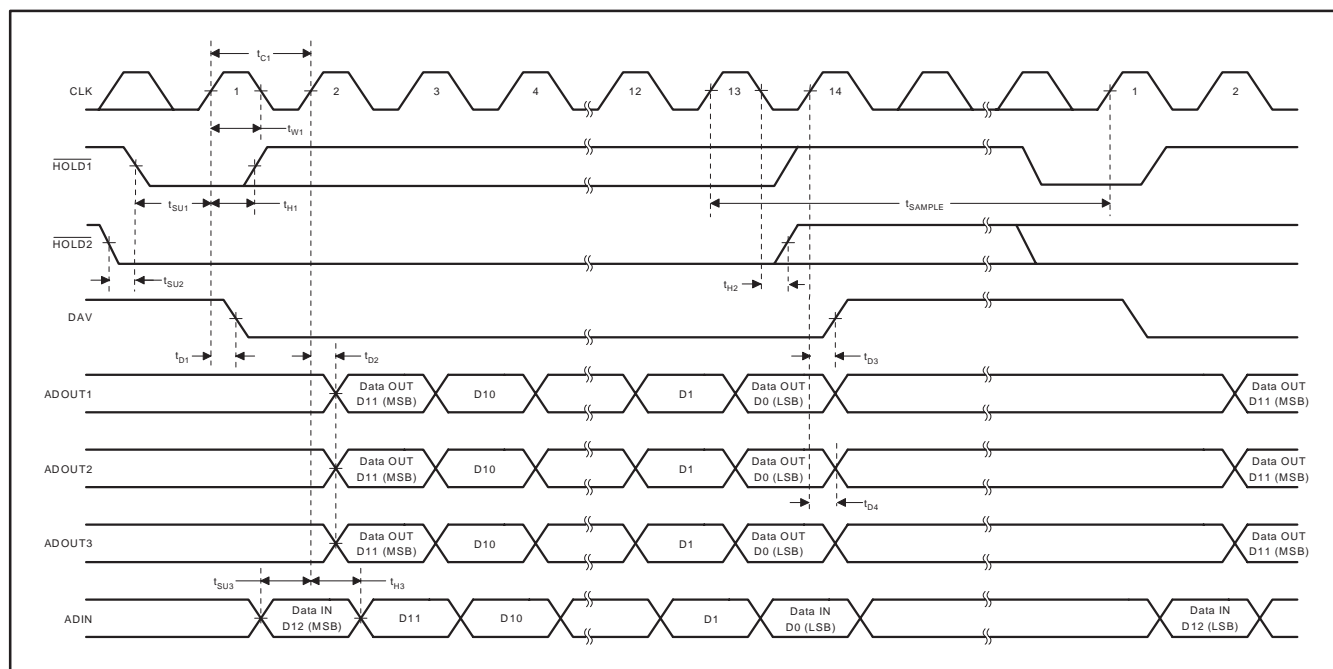 tC1
CLK 1 2 3 4 12 13 14 1 2
tW1
HOLD1
tSU1 tH1 tSAMPLE
HOLD2
tSU2 tH2
DAV
tD1 tD2 tD3
ADOUT1 Data OUT D11 (MSB) D10 D1 Data OUT D0 (LSB) Data OUT D11 (MSB)
ADOUT2 Data OUT D11 (MSB) D10 D1 Data OUT D0 (LSB) Data OUT D11 (MSB)
tD4
ADOUT3 Data OUT D11 (MSB) D10 D1 Data OUT D0 (LSB) Data OUT D11 (MSB)
tSU3 tH3
ADIN Data IN D12 (MSB) D11 D10 D1 Data IN D0 (LSB) Data IN D12 (LSB)